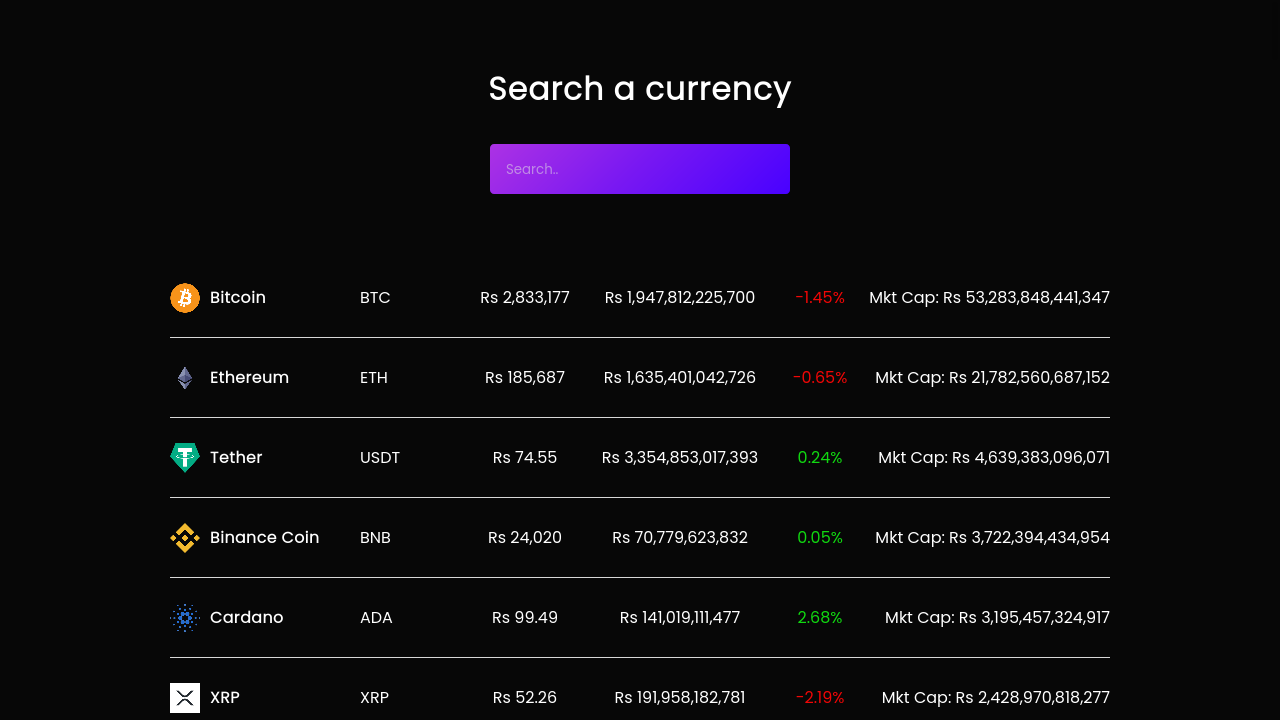 Search a currency
Search..
Bitcoin BTC Rs 2,833,177 Rs 1,947,812,225,700 -1.45% Mkt Cap: Rs 53,283,848,441,347
Ethereum ETH Rs 185,687 Rs 1,635,401,042,726 -0.65% Mkt Cap: Rs 21,782,560,687,152
Tether USDT Rs 74.55 Rs 3,354,853,017,393 0.24% Mkt Cap: Rs 4,639,383,096,071
Binance Coin BNB Rs 24,020 Rs 70,779,623,832 0.05% Mkt Cap: Rs 3,722,394,434,954
Cardano ADA Rs 99.49 Rs 141,019,111,477 2.68% Mkt Cap: Rs 3,195,457,324,917
XRP XRP Rs 52.26 Rs 191,958,182,781 -2.19% Mkt Cap: Rs 2,428,970,818,277